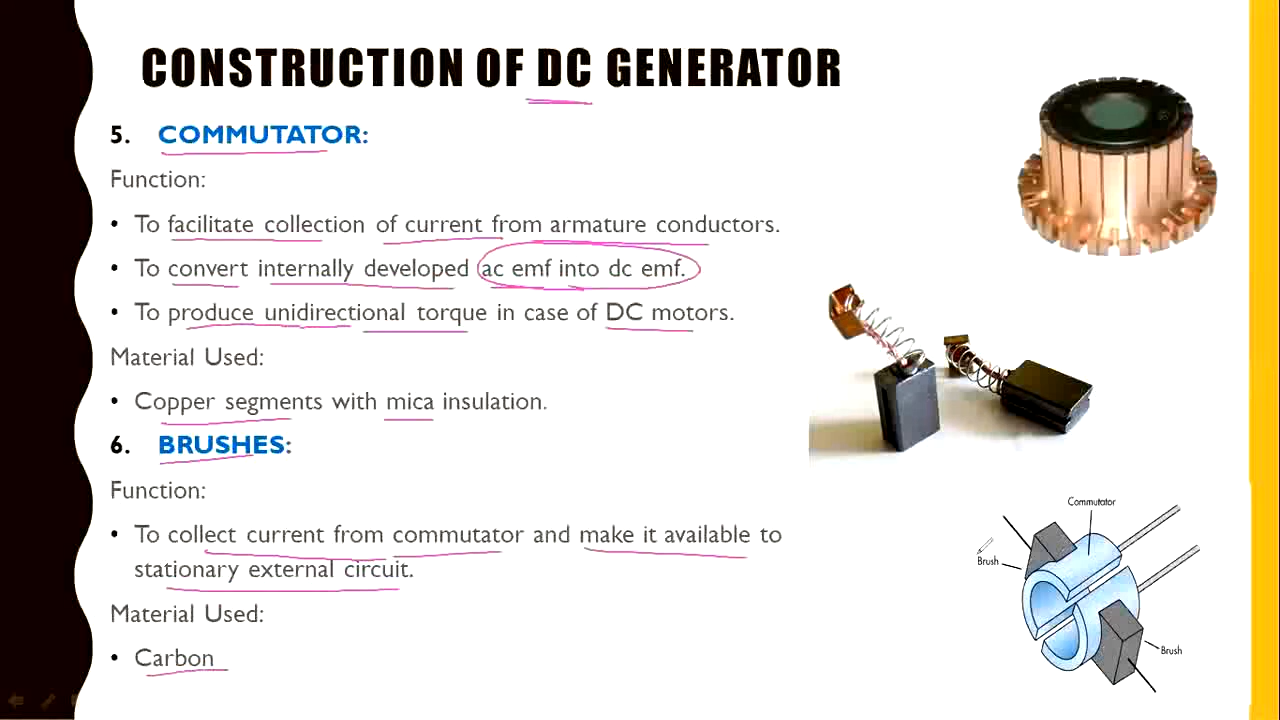 CONSTRUCTION OF DC GENERATOR
5. COMMUTATOR:
Function:
• To facilitate collection of current from armature conductors.
• To convert internally developed ac emf into dc emf.
• To produce unidirectional torque in case of DC motors.
Material Used:
• Copper segments with mica insulation.
6. BRUSHES:
Function:
• To collect current from commutator and make it available to
stationary external circuit.
Material Used:
• Carbon
Commutator
Brush
Brush